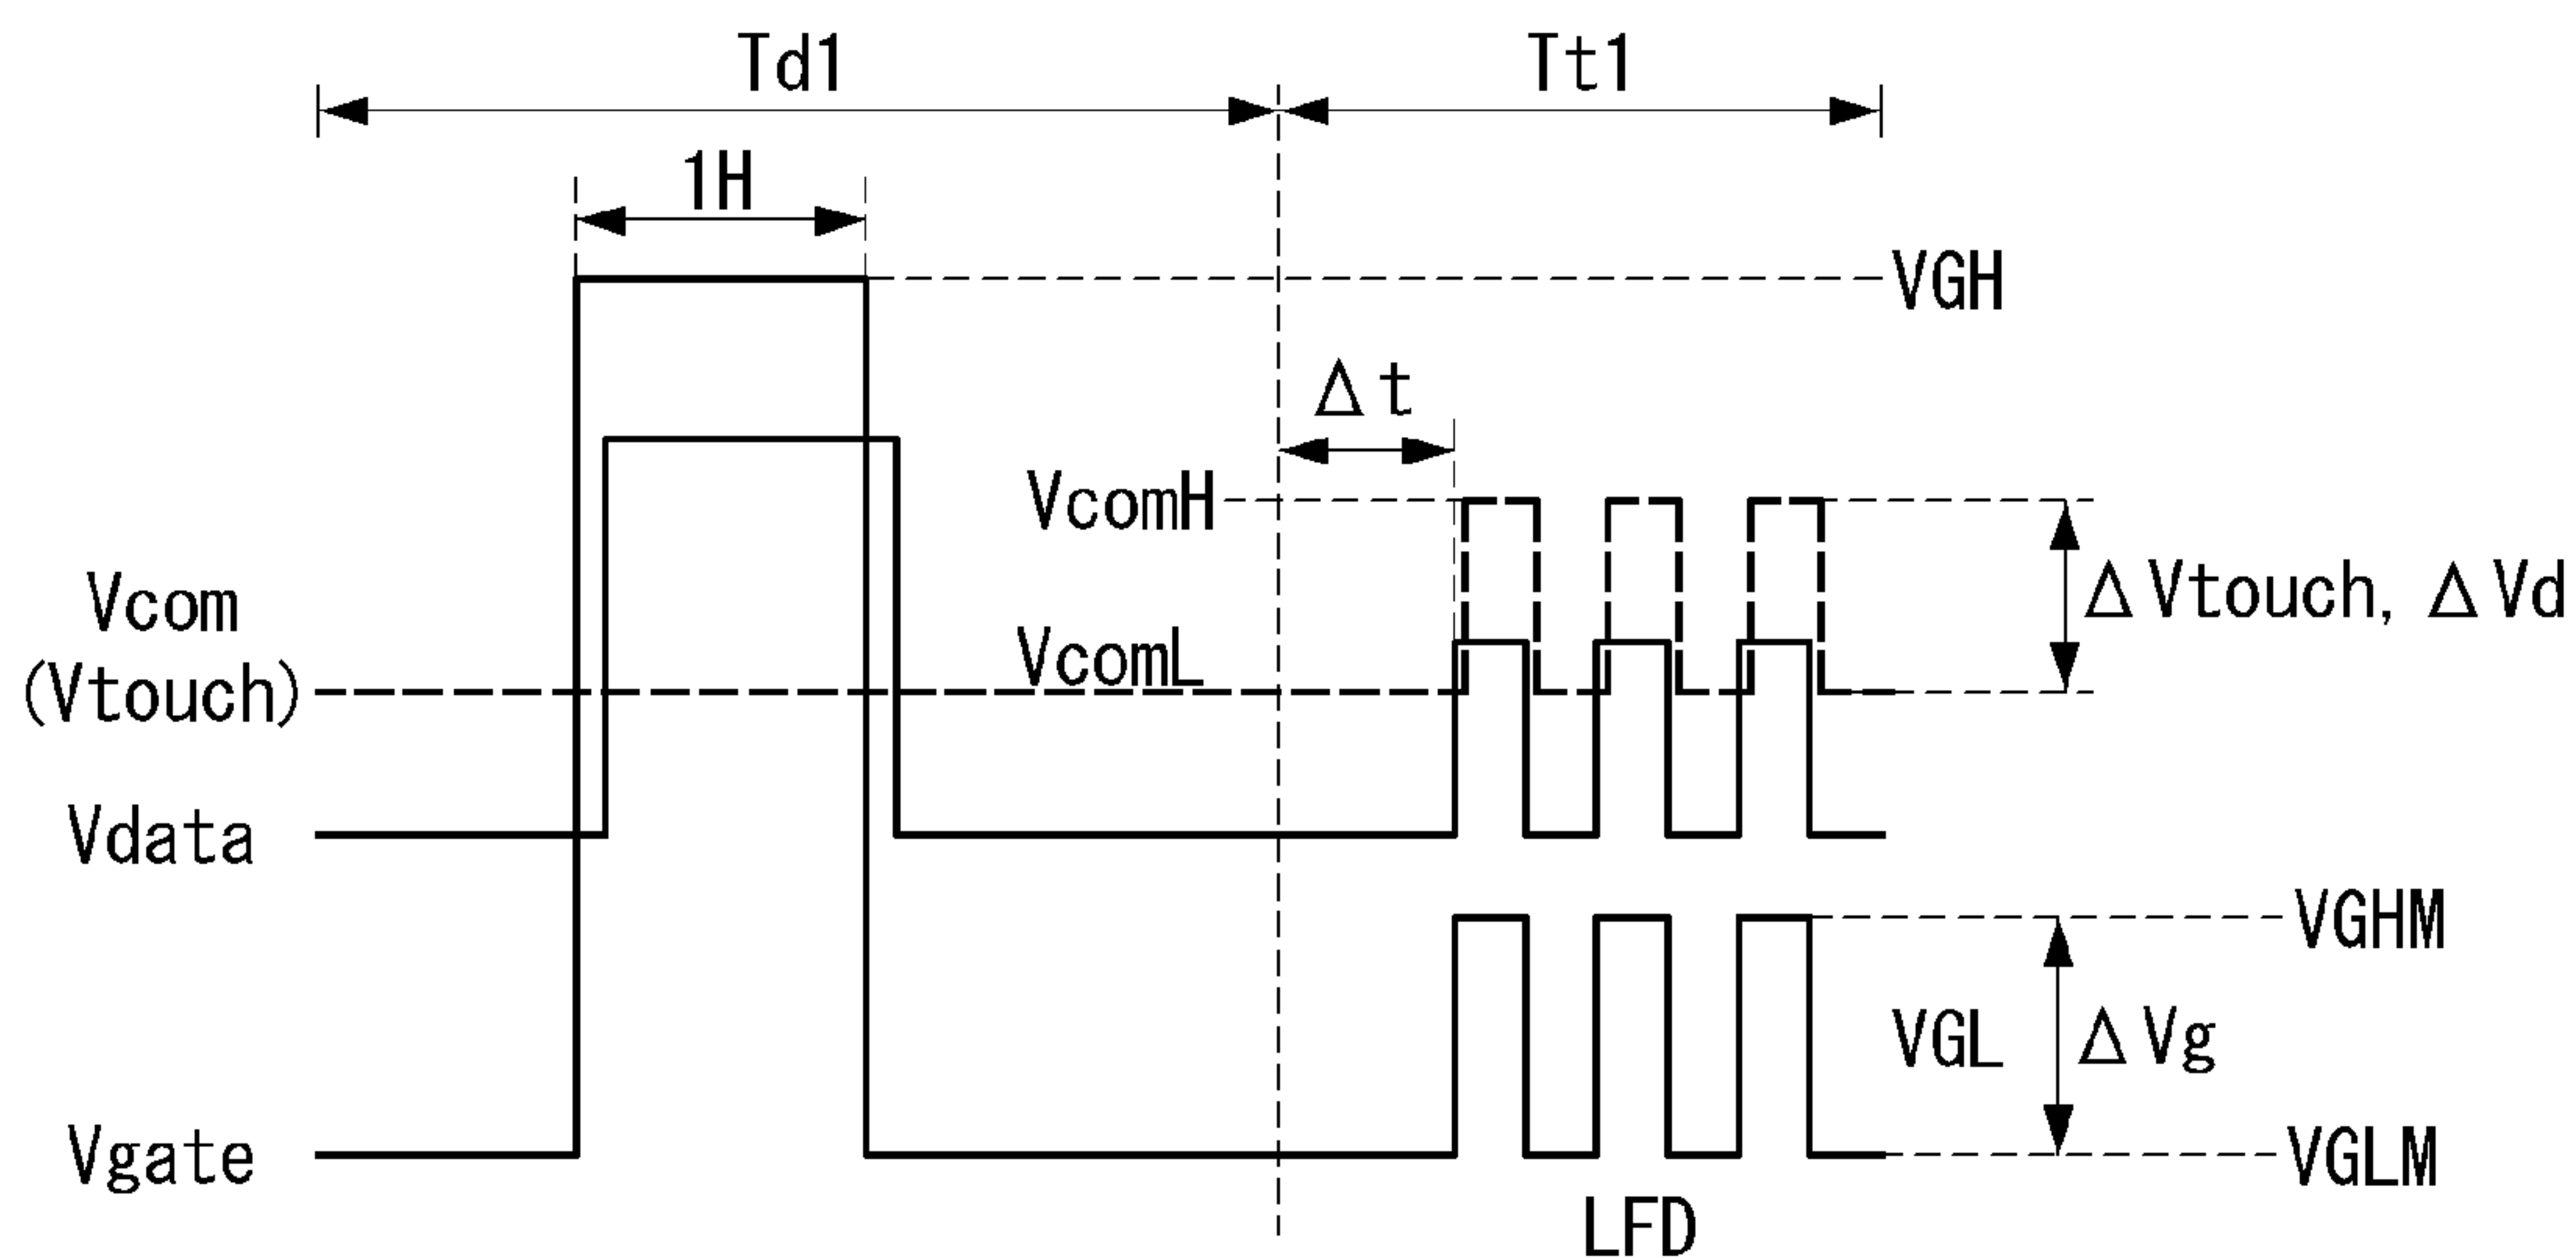 Td1
Tt1
1H
VGH
Δt
VcomH
Vcom
(Vtouch)
VcomL
ΔVtouch, ΔVd
Vdata
VGHM
VGL
ΔVg
Vgate
VGLM
LFD